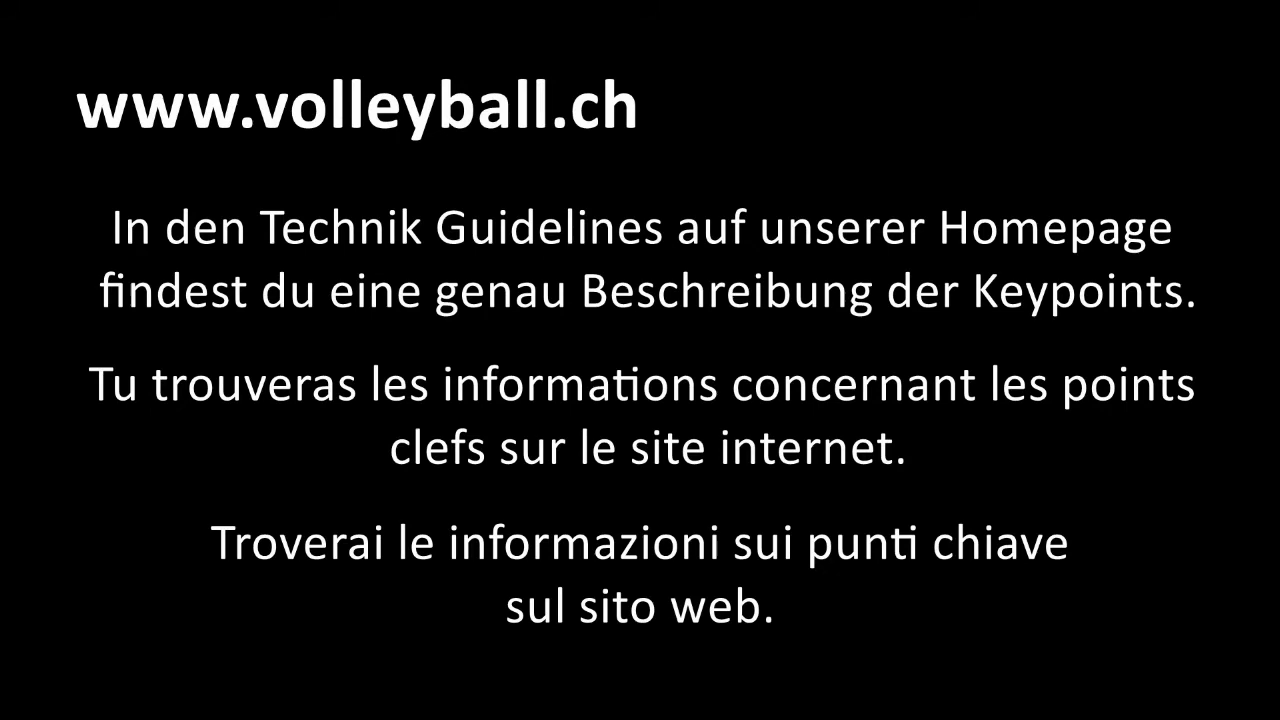 www.volleyball.ch
In den Technik Guidelines auf unserer Homepage
findest du eine genau Beschreibung der Keypoints.
Tu trouveras les informations concernant les points
clefs sur le site internet.
Troverai le informazioni sui punti chiave
sul sito web.